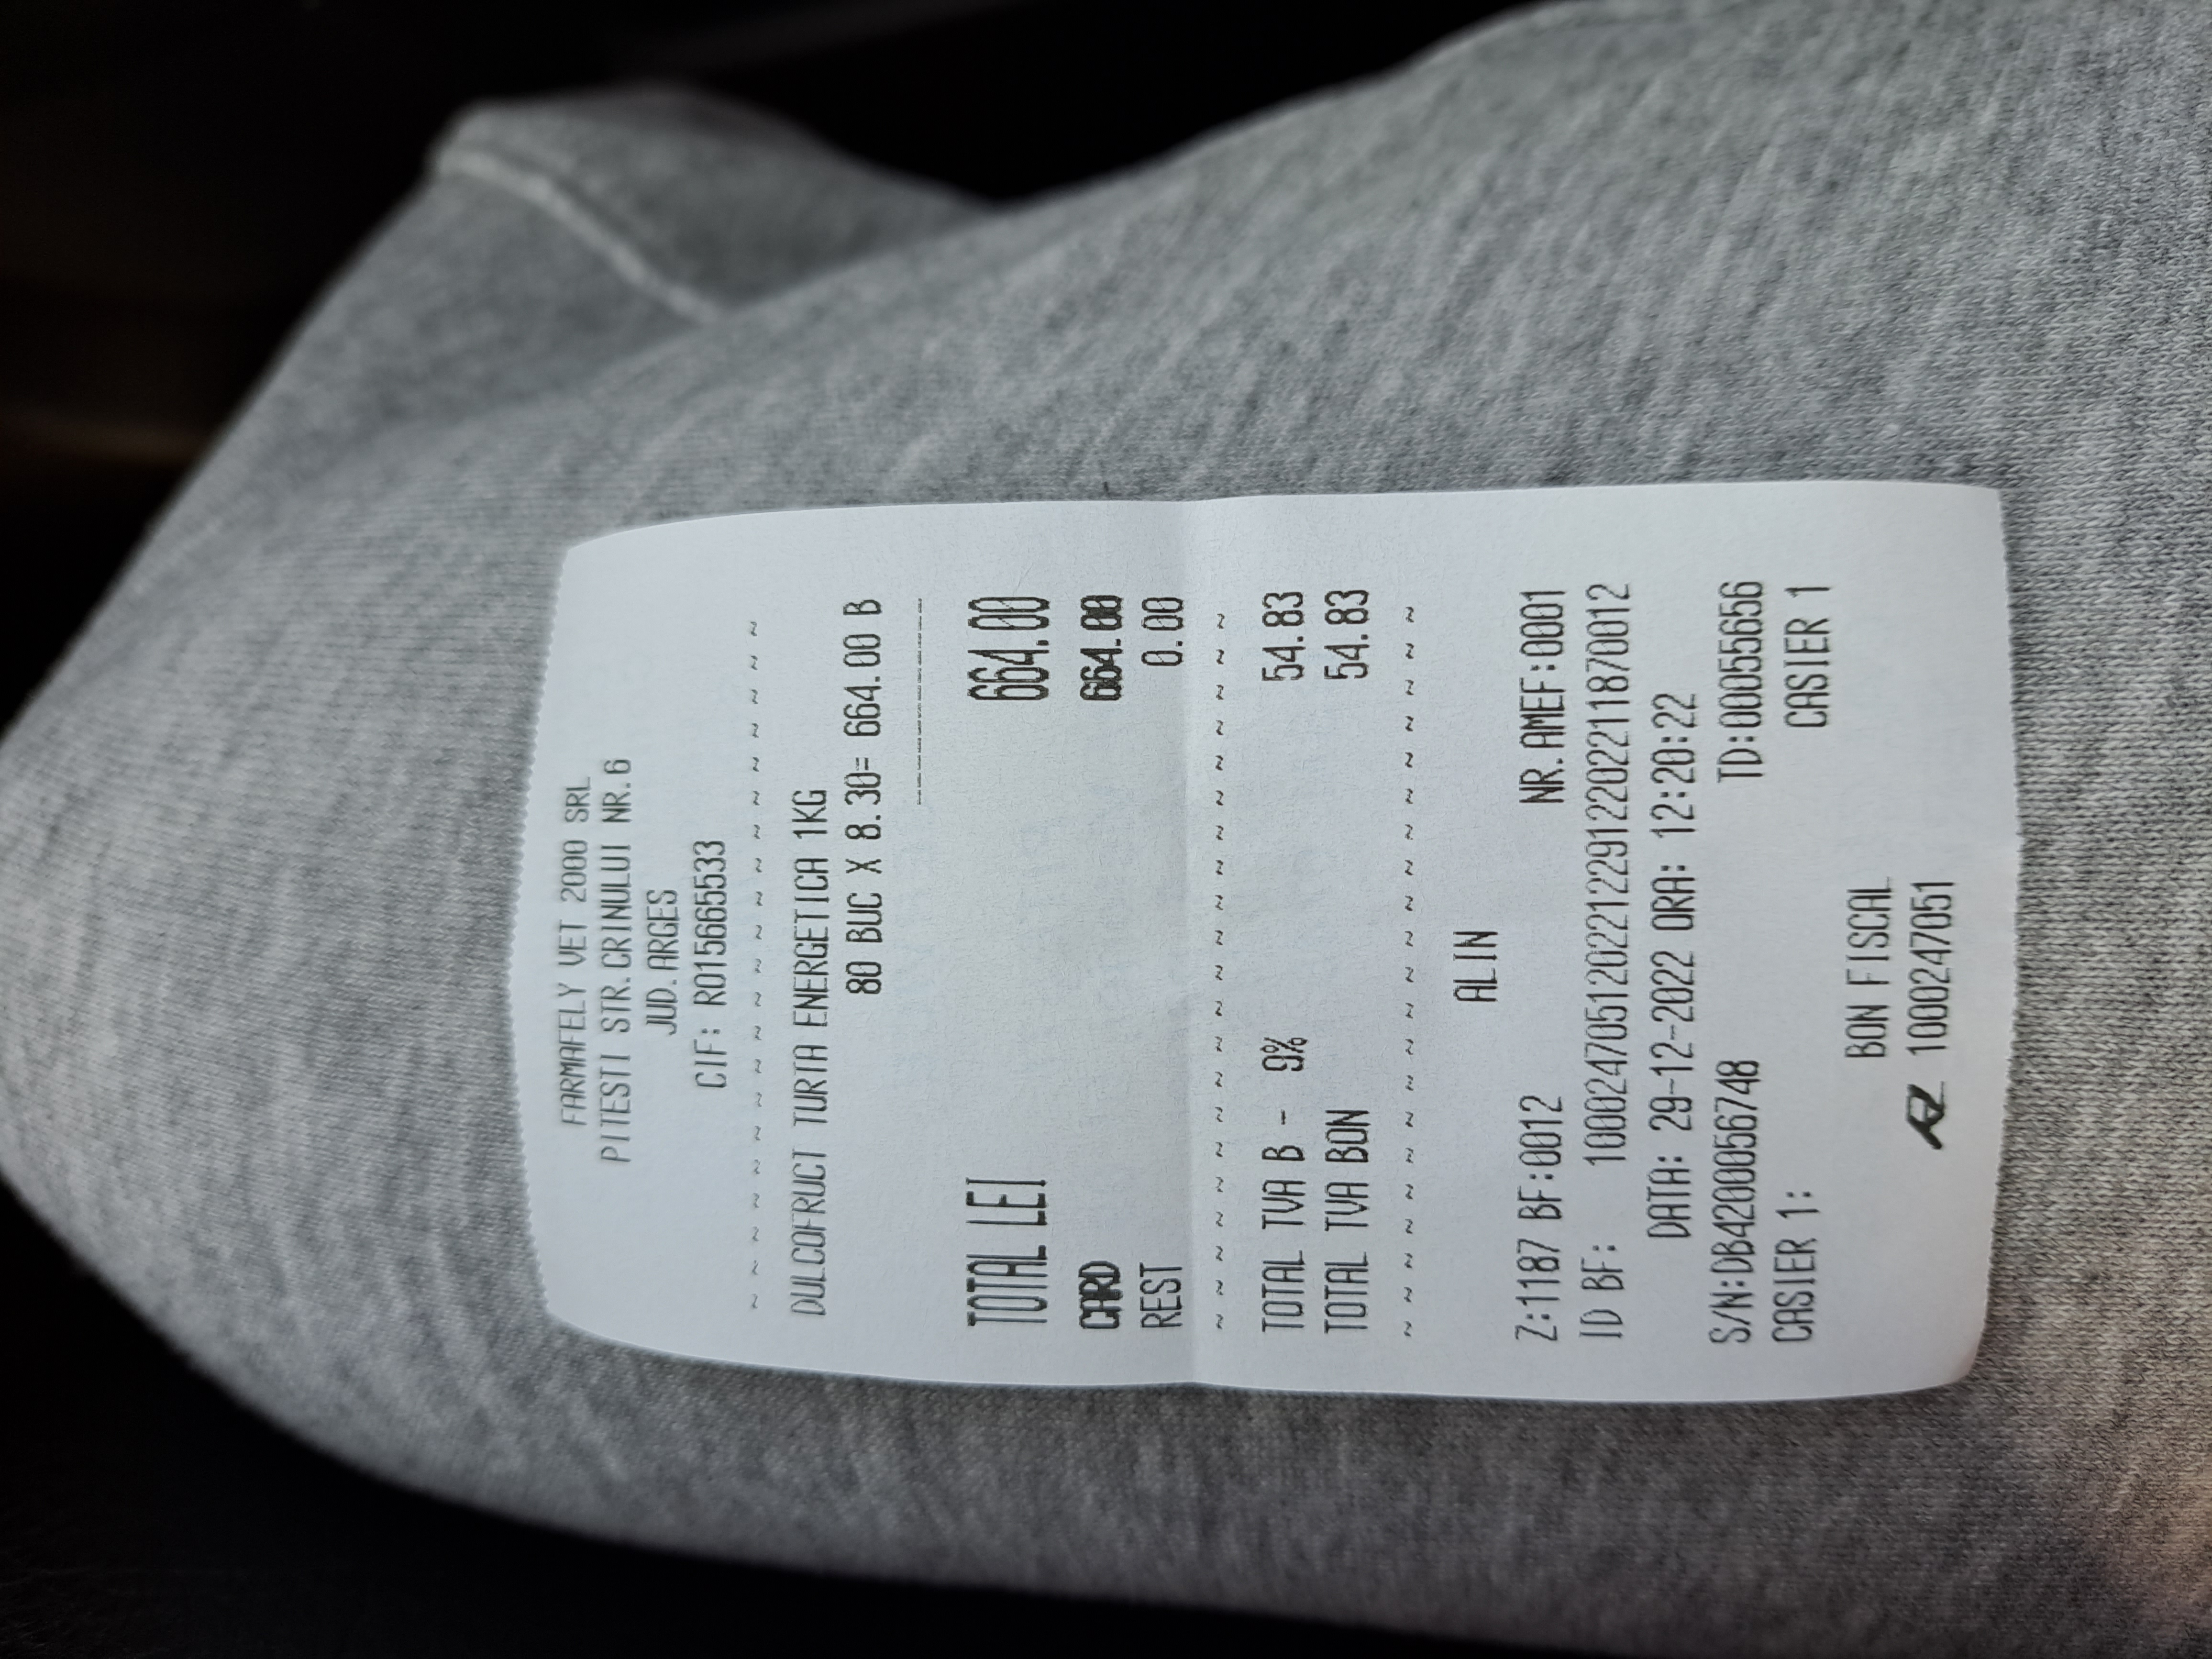 FARMAFELY VET 2000 SRL
PITESTI STR.CRINULUI NR.6
JUD.ARGES
CIF: RO15665533
~ ~ ~ ~ ~ ~ ~ ~ ~ ~ ~ ~ ~ ~ ~ ~ ~ ~ ~ ~ ~
DULCOFRUCT TURTA ENERGETICA 1KG
80 BUC X 8.30= 664.00 B
TOTAL LEI 664.00
CARD 664.00
REST 0.00
~ ~ ~ ~ ~ ~ ~ ~ ~ ~ ~ ~ ~ ~ ~ ~ ~ ~ ~ ~ ~
TOTAL TVA B - 9% 54.83
TOTAL TVA BON 54.83
~ ~ ~ ~ ~ ~ ~ ~ ~ ~ ~ ~ ~ ~ ~ ~ ~ ~ ~ ~ ~
ALIN
Z:1187 BF:0012 NR.AMEF:0001
ID BF: 10002470512022122912202211870012
DATA: 29-12-2022 ORA: 12:20:22
S/N:DB4200056748 TD:00055656
CASIER 1: CASIER 1
BON FISCAL
1000247051